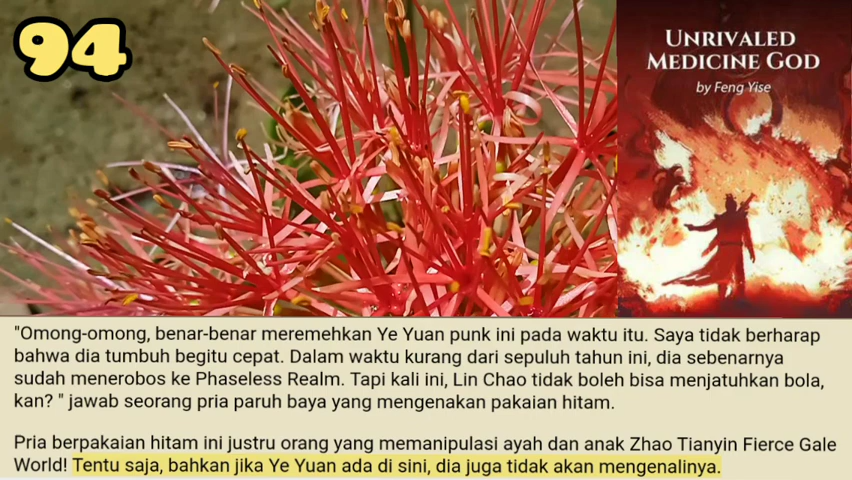 94
UNRIVALED
MEDICINE GOD
by Feng Yise
"Omong-omong, benar-benar meremehkan Ye Yuan punk ini pada waktu itu. Saya tidak berharap
bahwa dia tumbuh begitu cepat. Dalam waktu kurang dari sepuluh tahun ini, dia sebenarnya
sudah menerobos ke Phaseless Realm. Tapi kali ini, Lin Chao tidak boleh bisa menjatuhkan bola,
kan? " jawab seorang pria paruh baya yang mengenakan pakaian hitam.
Pria berpakaian hitam ini justru orang yang memanipulasi ayah dan anak Zhao Tianyin Fierce Gale
World! Tentu saja, bahkan jika Ye Yuan ada di sini, dia juga tidak akan mengenalinya.